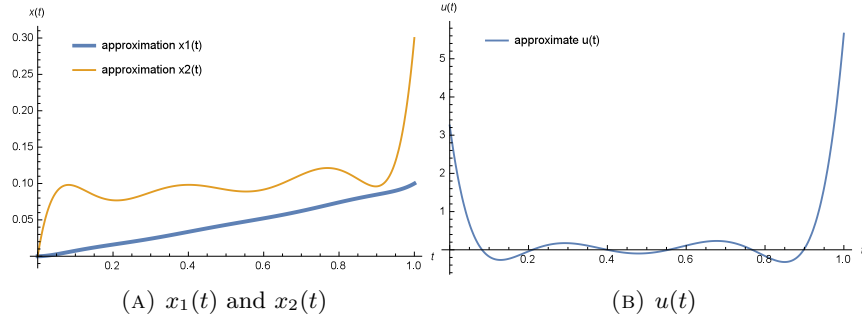 x(t)
0.30
approximation x1(t)
0.25
approximation x2(t)
0.20
0.15
0.10
0.05
0.2 0.4 0.6 0.8 1.0 t
(A) x₁(t) and x₂(t)
u(t)
approximate u(t)
5
4
3
2
1
0.2 0.4 0.6 0.8 1.0
(B) u(t)